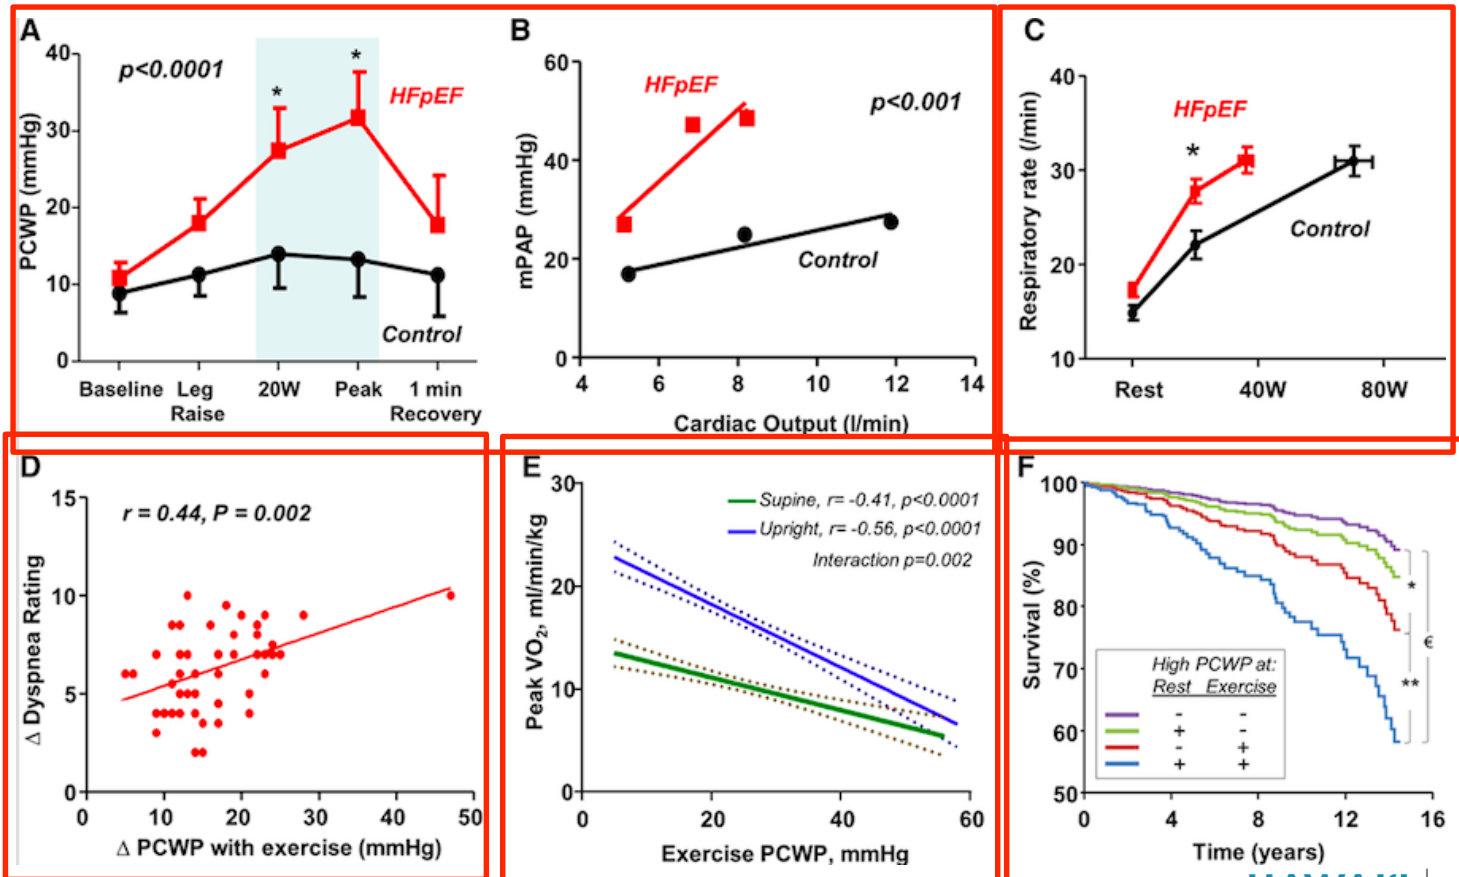 A
PCWP (mmHg)
40
30
20
10
0
p<0.0001
*
*
HFpEF
Control
Baseline
Leg
Raise
20W
Peak
1 min
Recovery
B
mPAP (mmHg)
60
40
20
0
HFpEF
p<0.001
Control
4
6
8
10
12
14
Cardiac Output (l/min)
C
Respiratory rate (/min)
40
30
20
10
HFpEF
*
Control
Rest
40W
80W
D
Δ Dyspnea Rating
15
10
5
0
r = 0.44, P = 0.002
0
10
20
30
40
50
Δ PCWP with exercise (mmHg)
E
Peak VO2, ml/min/kg
30
20
10
0
Supine, r= -0.41, p<0.0001
Upright, r= -0.56, p<0.0001
Interaction p=0.002
0
20
40
60
Exercise PCWP, mmHg
F
Survival (%)
100
90
80
70
60
50
High PCWP at:
Rest Exercise
- -
+ -
- +
+ +
*
**
€
0
4
8
12
16
Time (years)